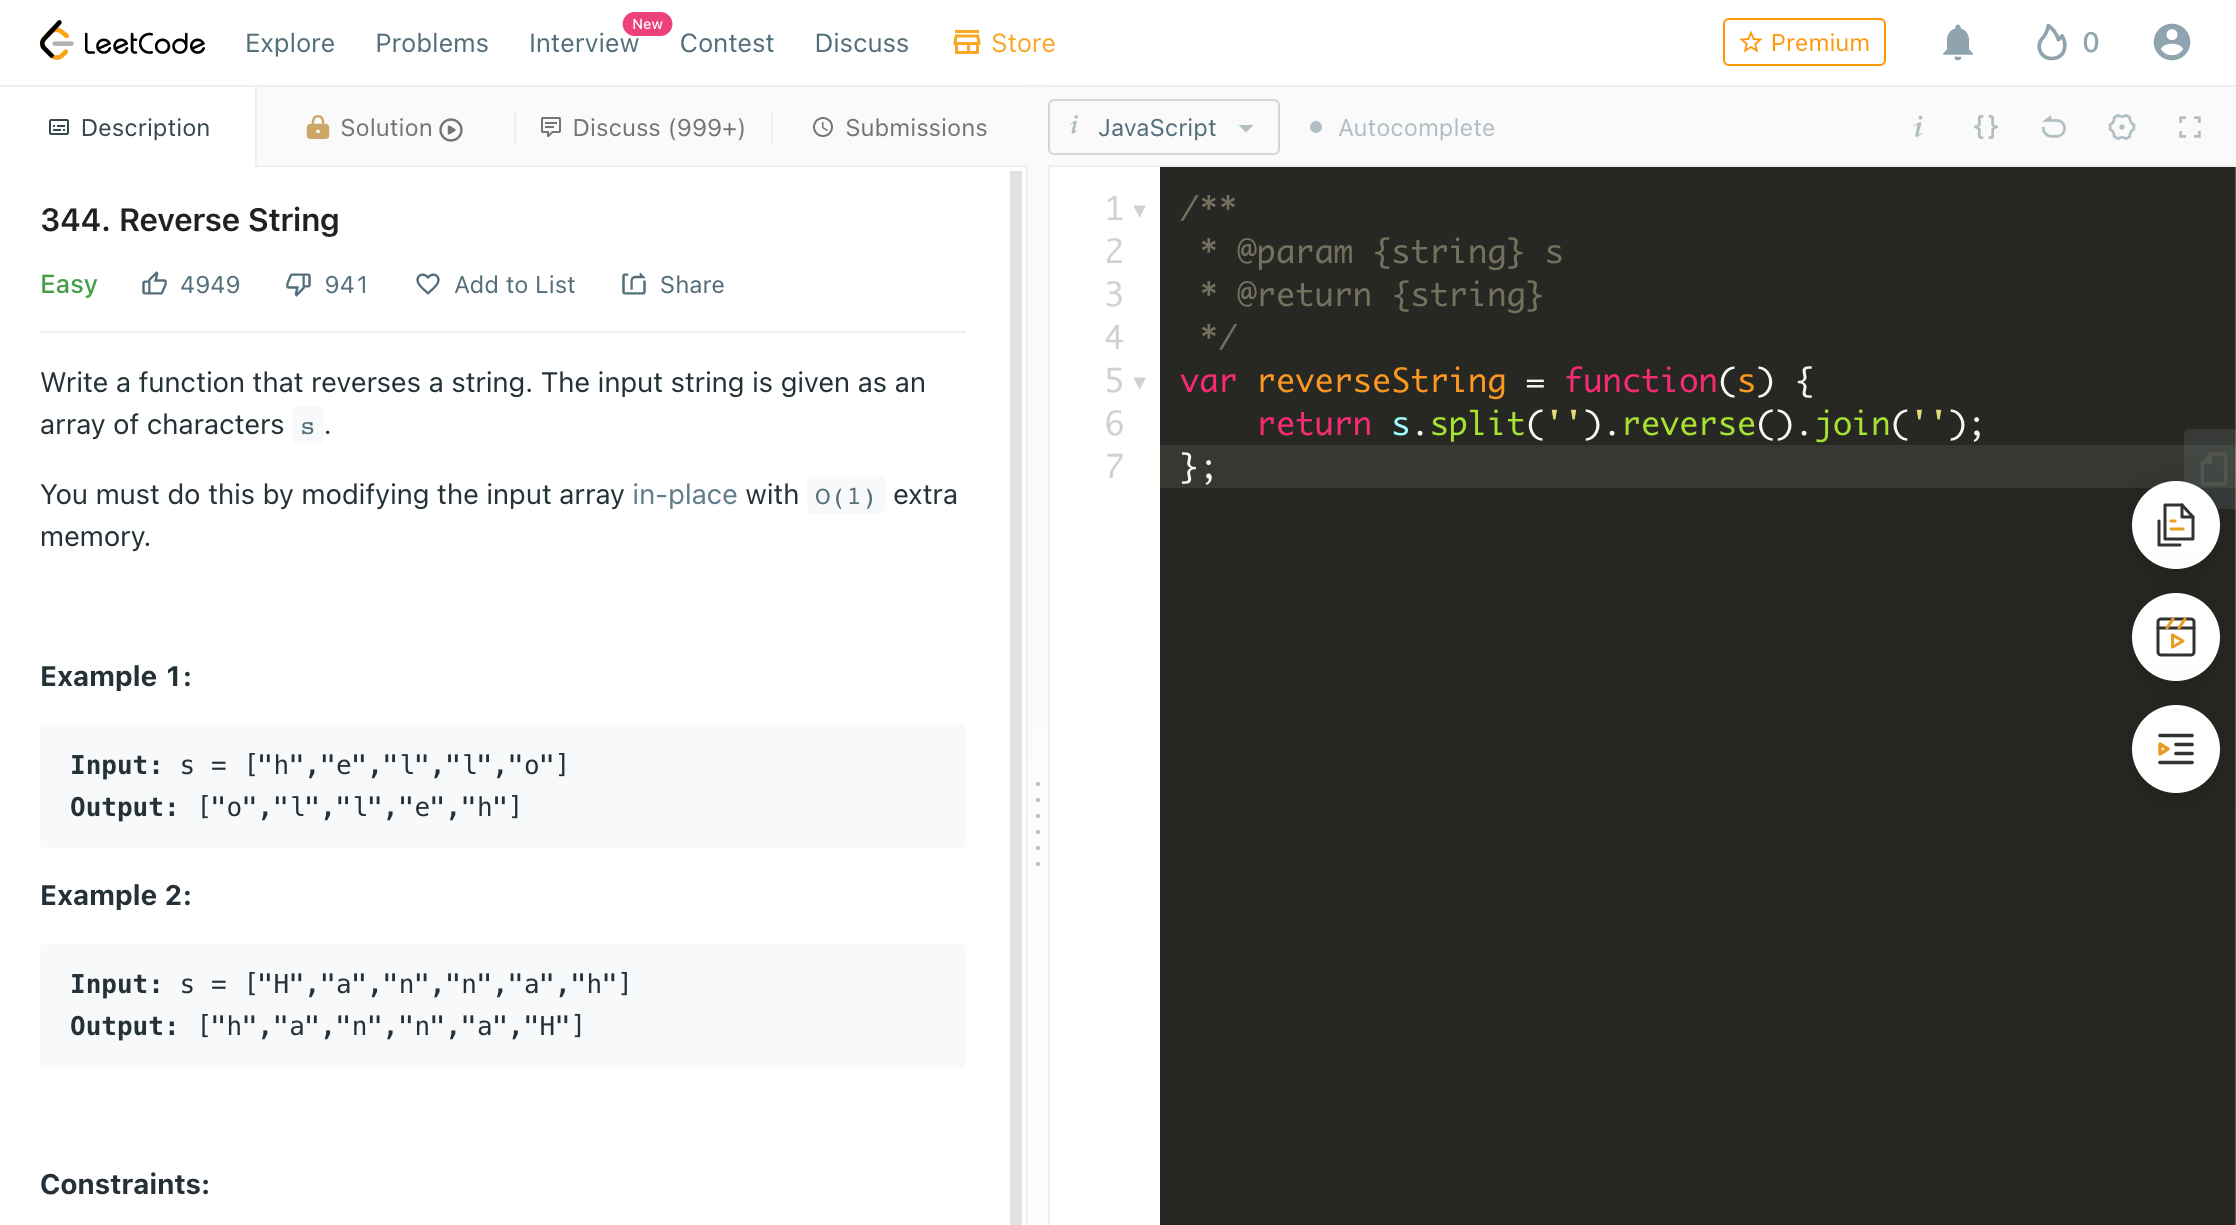 LeetCode Explore Problems Interview New Contest Discuss Store Premium 0
Description Solution Discuss (999+) Submissions i JavaScript Autocomplete i {}
344. Reverse String
Easy 4949 941 Add to List Share
Write a function that reverses a string. The input string is given as an
array of characters s.
You must do this by modifying the input array in-place with O(1) extra
memory.
Example 1:
Input: s = ["h","e","l","l","o"]
Output: ["o","l","l","e","h"]
Example 2:
Input: s = ["H","a","n","n","a","h"]
Output: ["h","a","n","n","a","H"]
Constraints:
1 /**
2 * @param {string} s
3 * @return {string}
4 */
5 var reverseString = function(s) {
6 return s.split('').reverse().join('');
7 };